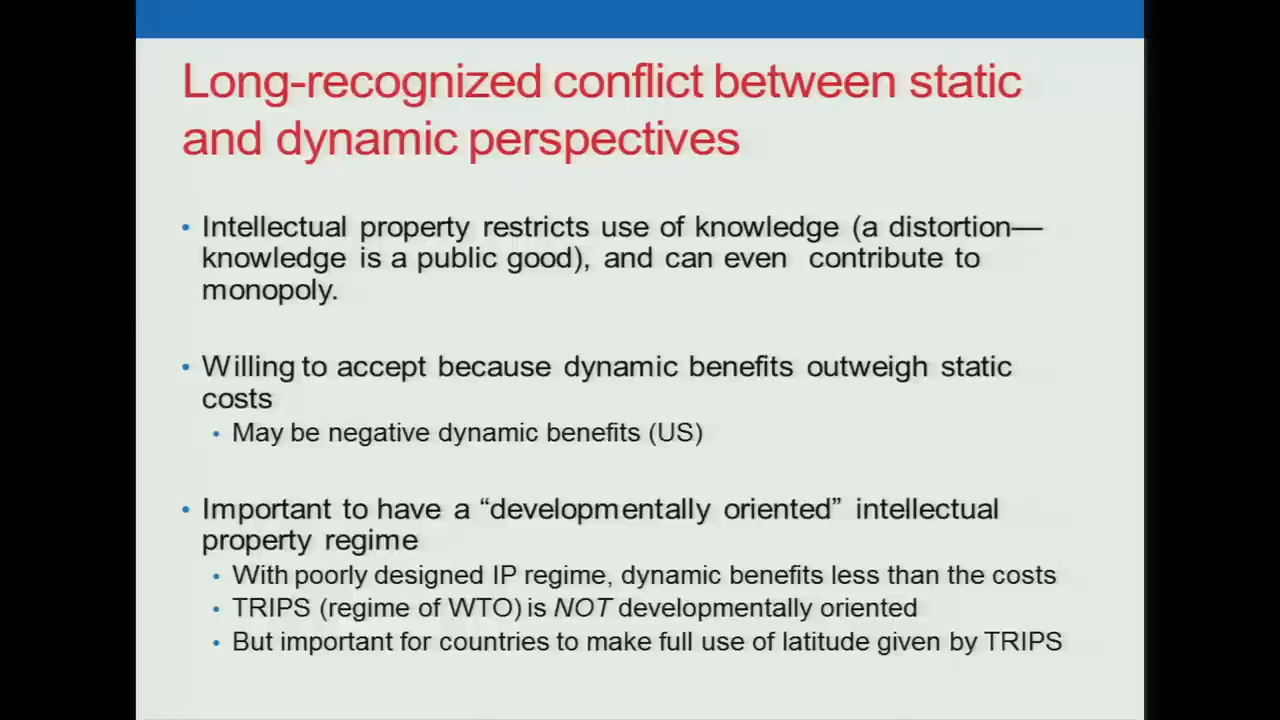 Long-recognized conflict between static
and dynamic perspectives
• Intellectual property restricts use of knowledge (a distortion—
knowledge is a public good), and can even contribute to
monopoly.
• Willing to accept because dynamic benefits outweigh static
costs
• May be negative dynamic benefits (US)
• Important to have a “developmentally oriented” intellectual
property regime
• With poorly designed IP regime, dynamic benefits less than the costs
• TRIPS (regime of WTO) is NOT developmentally oriented
• But important for countries to make full use of latitude given by TRIPS